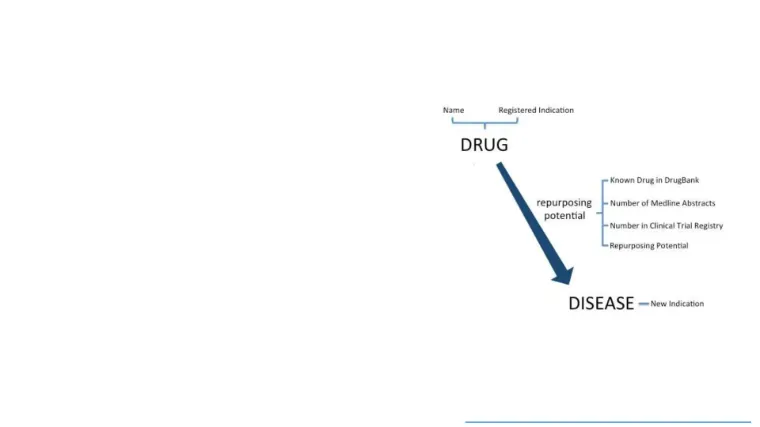 Name Registered Indication
DRUG
Known Drug in DrugBank
repurposing
potential
Number of Medline Abstracts
Number in Clinical Trial Registry
Repurposing Potential
DISEASE New Indication